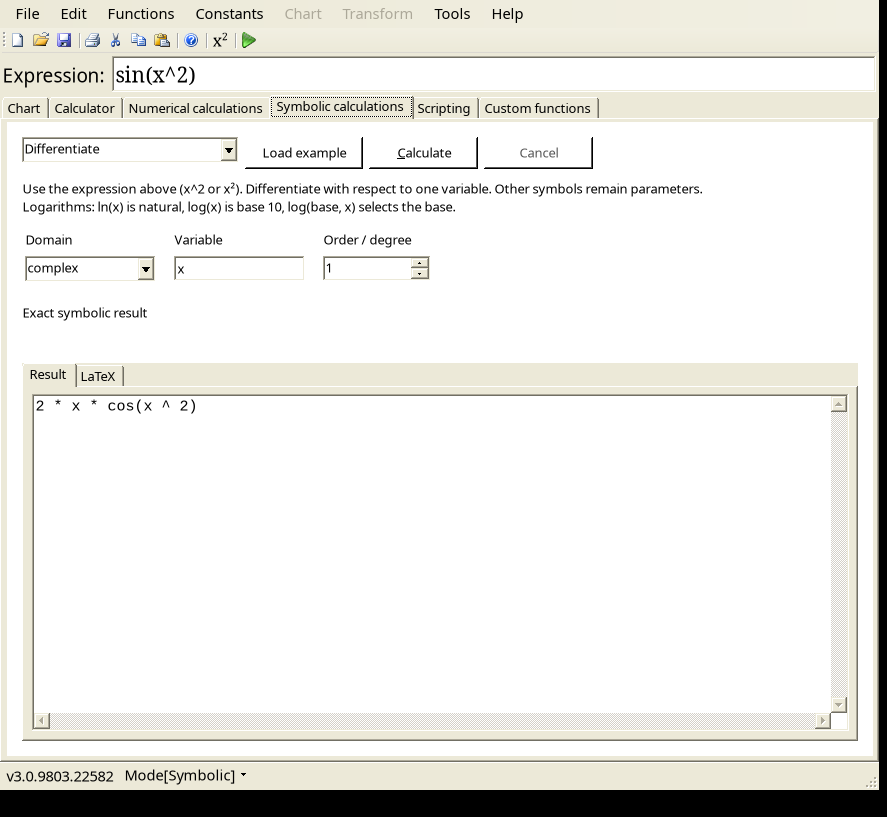 File Edit Functions Constants Chart Transform Tools Help
x²
Expression: sin(x^2)
Chart Calculator Numerical calculations Symbolic calculations Scripting Custom functions
Differentiate Load example Calculate Cancel
Use the expression above (x^2 or x²). Differentiate with respect to one variable. Other symbols remain parameters.
Logarithms: ln(x) is natural, log(x) is base 10, log(base, x) selects the base.
Domain Variable Order / degree
complex x 1
Exact symbolic result
Result LaTeX
2 * x * cos(x ^ 2)
v3.0.9803.22582 Mode[Symbolic]